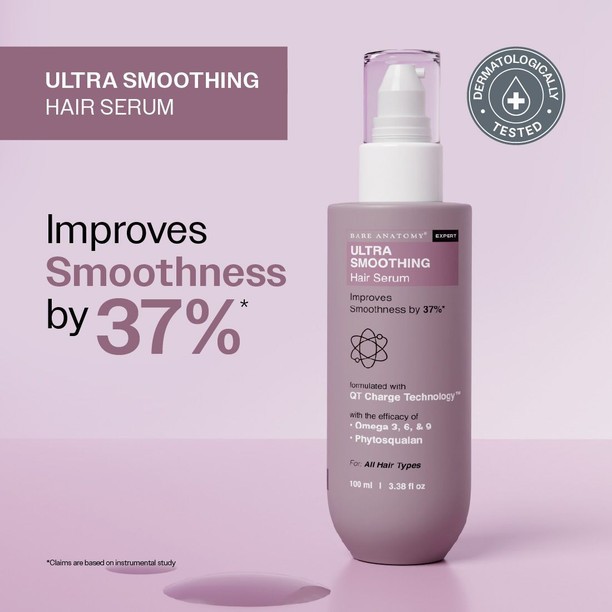 ULTRA SMOOTHING
HAIR SERUM
DERMATOLOGICALLY
• TESTED •
Improves
Smoothness
by 37%*
BARE ANATOMY® EXPERT
ULTRA
SMOOTHING
Hair Serum
Improves
Smoothness by 37%*
formulated with
QT Charge Technology™
with the efficacy of
• Omega 3, 6, & 9
• Phytosqualan
For: All Hair Types
100 ml | 3.38 fl oz
*Claims are based on instrumental study